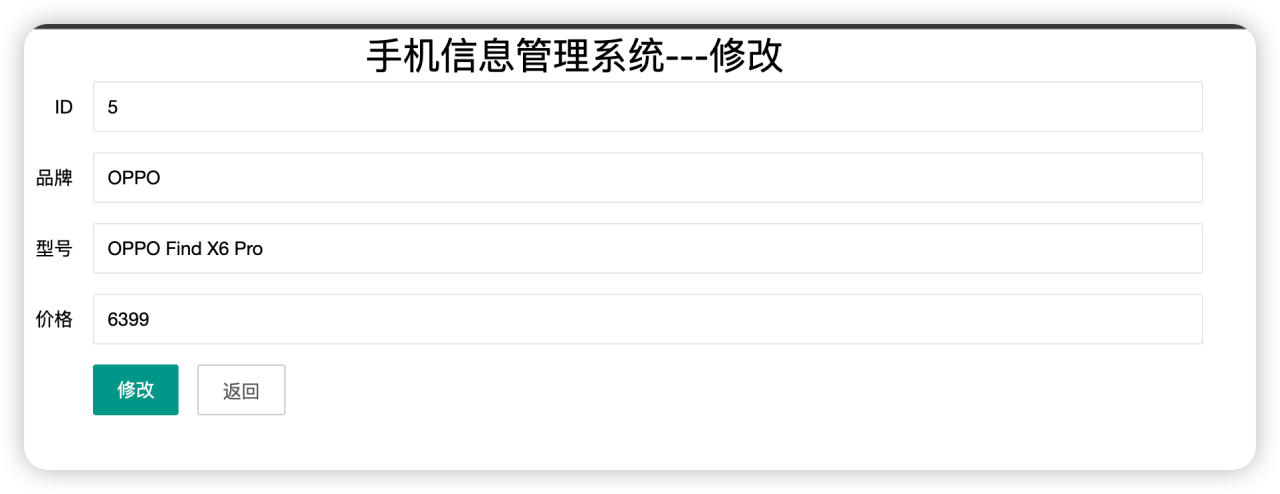 手机信息管理系统---修改
ID 5
品牌 OPPO
型号 OPPO Find X6 Pro
价格 6399
修改 返回